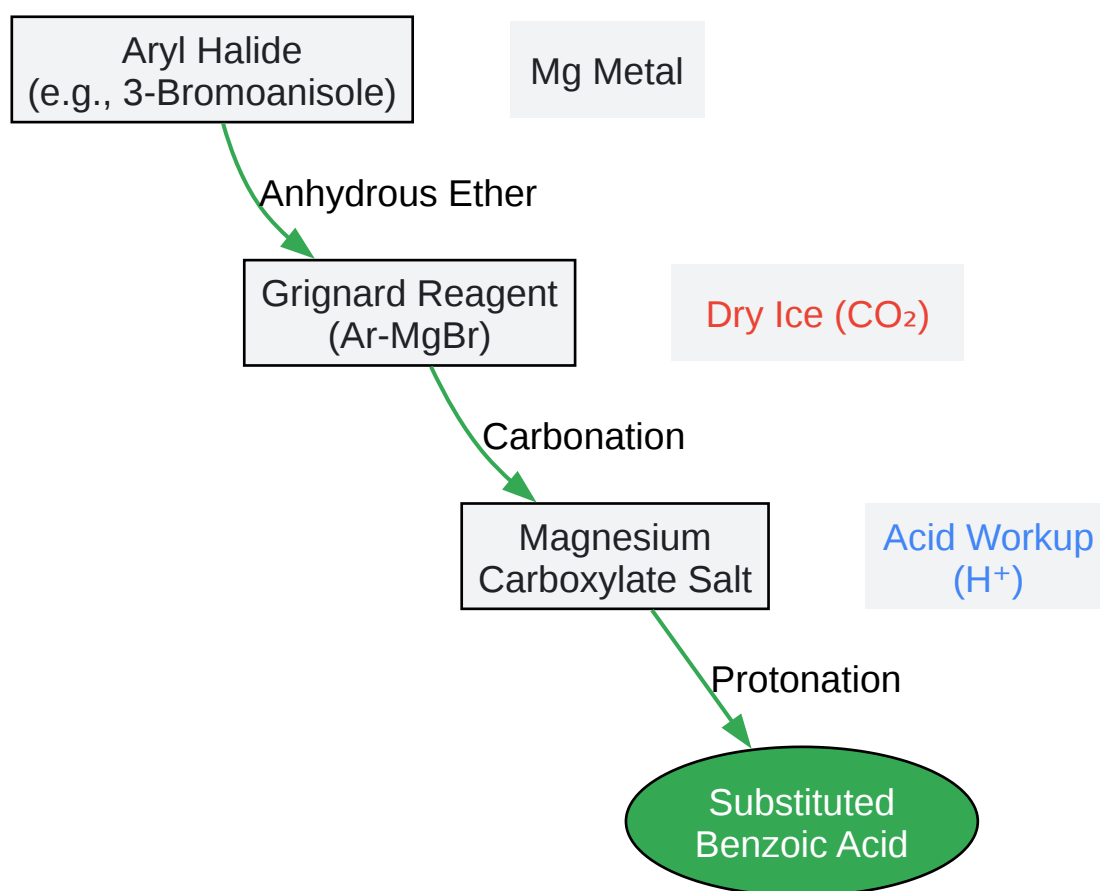 Aryl Halide
(e.g., 3-Bromoanisole)
Mg Metal
Anhydrous Ether
Grignard Reagent
(Ar-MgBr)
Dry Ice (CO₂)
Carbonation
Magnesium
Carboxylate Salt
Acid Workup
(H⁺)
Protonation
Substituted
Benzoic Acid